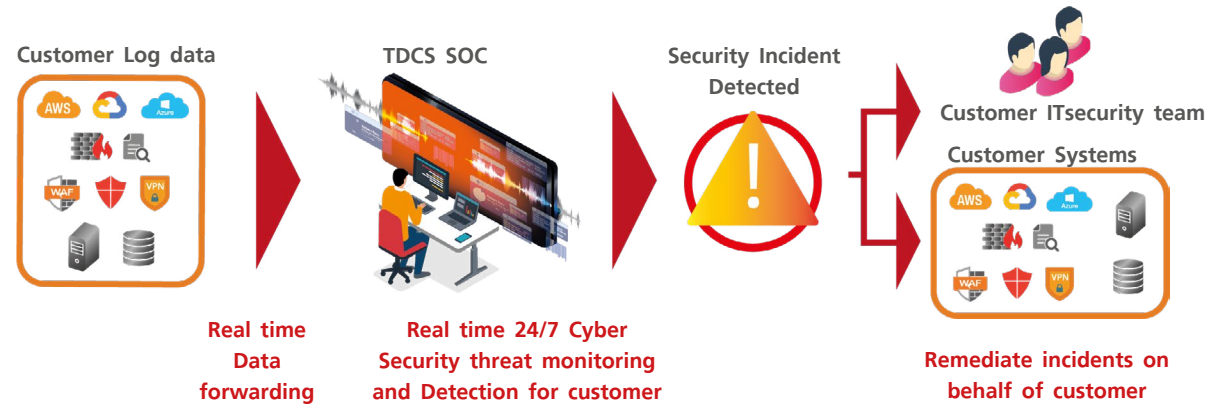 Customer Log data
AWS
Azure
WAF
VPN
Real time
Data
forwarding
TDCS SOC
Real time 24/7 Cyber
Security threat monitoring
and Detection for customer
Security Incident
Detected
!
Customer ITsecurity team
Customer Systems
AWS
Azure
WAF
VPN
Remediate incidents on
behalf of customer